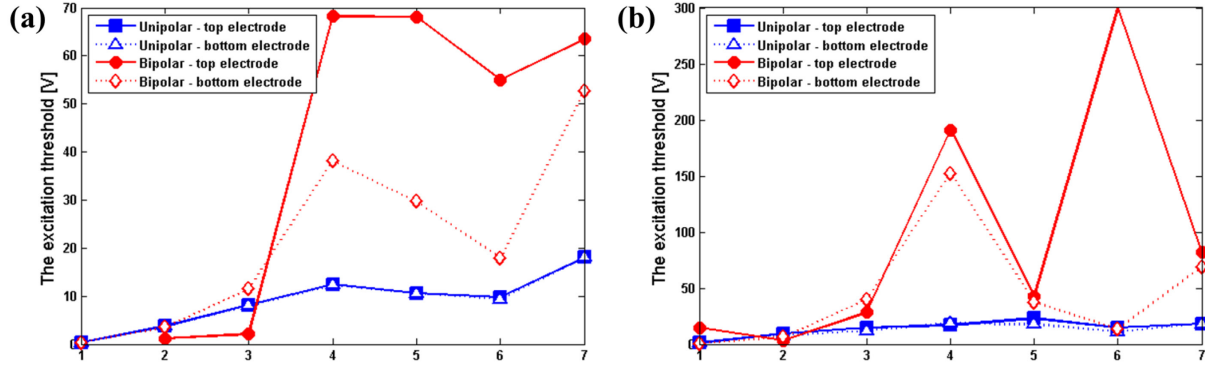 (a)
The excitation threshold [V]
70
60
50
40
30
20
10
0
1 2 3 4 5 6 7
Unipolar - top electrode
Unipolar - bottom electrode
Bipolar - top electrode
Bipolar - bottom electrode
(b)
The excitation threshold [V]
300
250
200
150
100
50
0
1 2 3 4 5 6 7
Unipolar - top electrode
Unipolar - bottom electrode
Bipolar - top electrode
Bipolar - bottom electrode